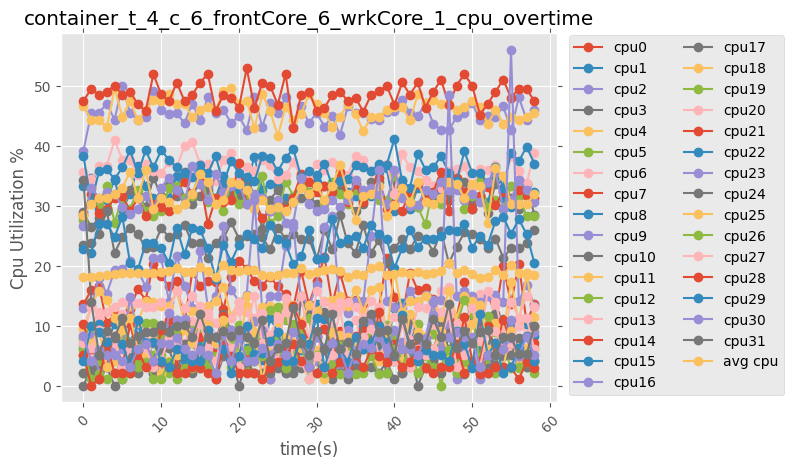 container_t_4_c_6_frontCore_6_wrkCore_1_cpu_overtime
Cpu Utilization %
50
40
30
20
10
0
0
10
20
30
40
50
60
time(s)
cpu0
cpu1
cpu2
cpu3
cpu4
cpu5
cpu6
cpu7
cpu8
cpu9
cpu10
cpu11
cpu12
cpu13
cpu14
cpu15
cpu16
cpu17
cpu18
cpu19
cpu20
cpu21
cpu22
cpu23
cpu24
cpu25
cpu26
cpu27
cpu28
cpu29
cpu30
cpu31
avg cpu